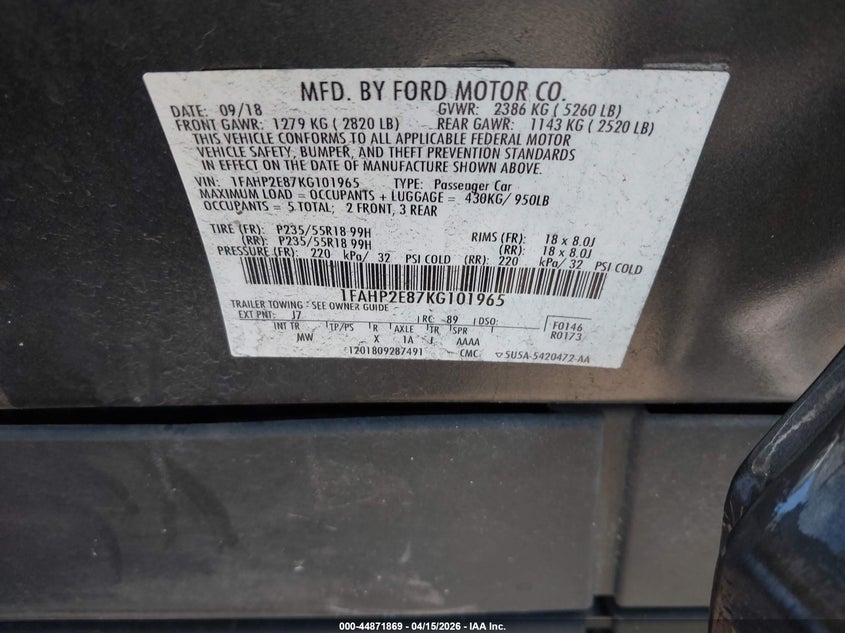 MFD. BY FORD MOTOR CO.
DATE: 09/18 GVWR: 2386 KG ( 5260 LB)
FRONT GAWR: 1279 KG ( 2820 LB) REAR GAWR: 1143 KG ( 2520 LB)
THIS VEHICLE CONFORMS TO ALL APPLICABLE FEDERAL MOTOR
VEHICLE SAFETY, BUMPER, AND THEFT PREVENTION STANDARDS
IN EFFECT ON THE DATE OF MANUFACTURE SHOWN ABOVE.
VIN: 1FAHP2E87KG101965 TYPE: Passenger Car
MAXIMUM LOAD = OCCUPANTS + LUGGAGE = 430KG/ 950LB
OCCUPANTS = 5 TOTAL; 2 FRONT, 3 REAR
TIRE (FR): P235/55R18 99H RIMS (FR): 18 x 8.0J
(RR): P235/55R18 99H (RR): 18 x 8.0J
PRESSURE (FR): 220 kPa/ 32 PSI COLD (RR): 220 kPa/ 32 PSI COLD
1FAHP2E87KG101965
TRAILER TOWING - SEE OWNER GUIDE
EXT PNT: J7 RC: 89 DSO: F0146
INT TR TP/PS R AXLE TR SPR R0173
MW X 1A J AAAA
1201809287491 CMC ▽5U5A-5420472-AA
000-44871869 - 04/15/2026 - IAA Inc.